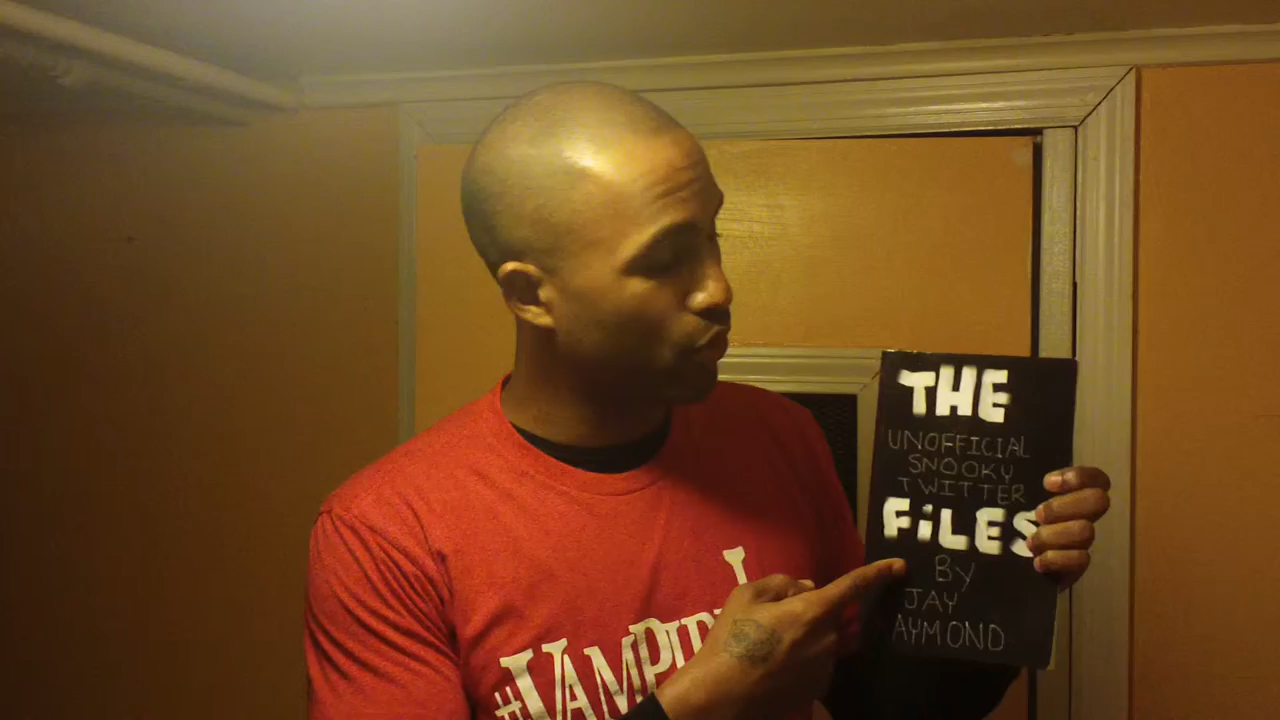 THE
UNOFFICIAL
SNOOKY
TWITTER
FiLES
BY
JAY
AYMOND